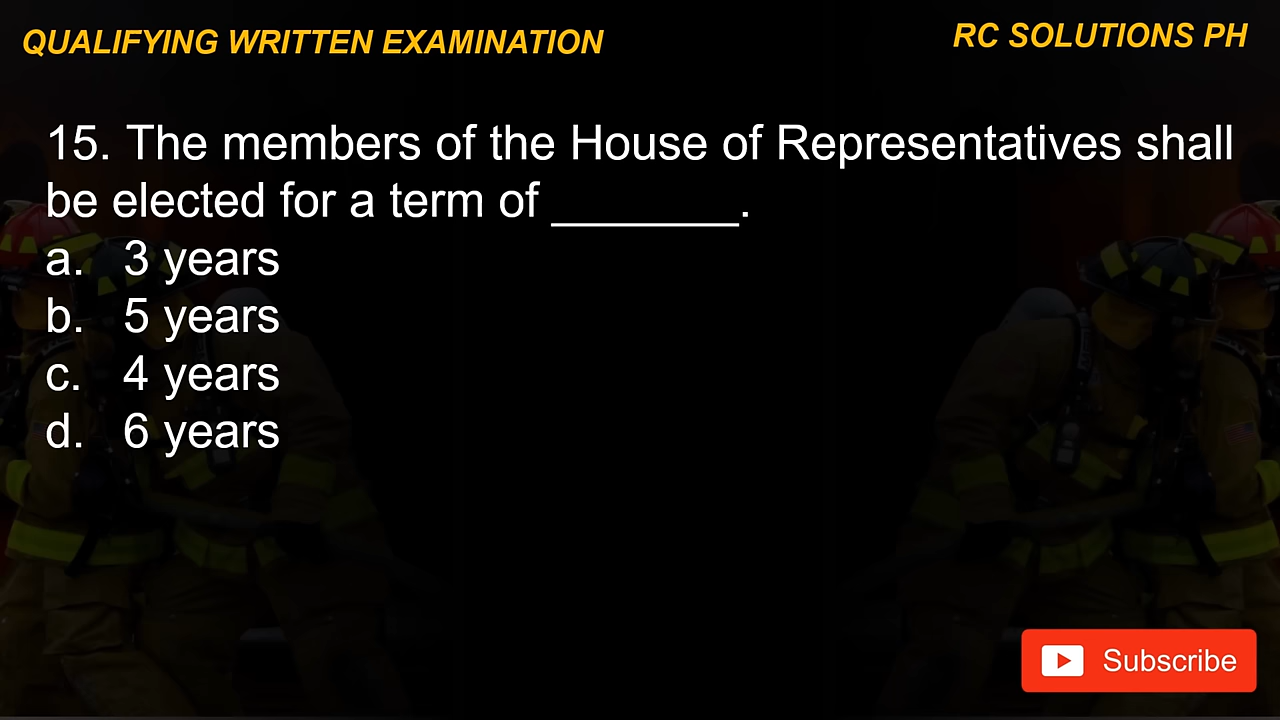 QUALIFYING WRITTEN EXAMINATION
RC SOLUTIONS PH
15. The members of the House of Representatives shall
be elected for a term of _______.
a. 3 years
b. 5 years
c. 4 years
d. 6 years
Subscribe